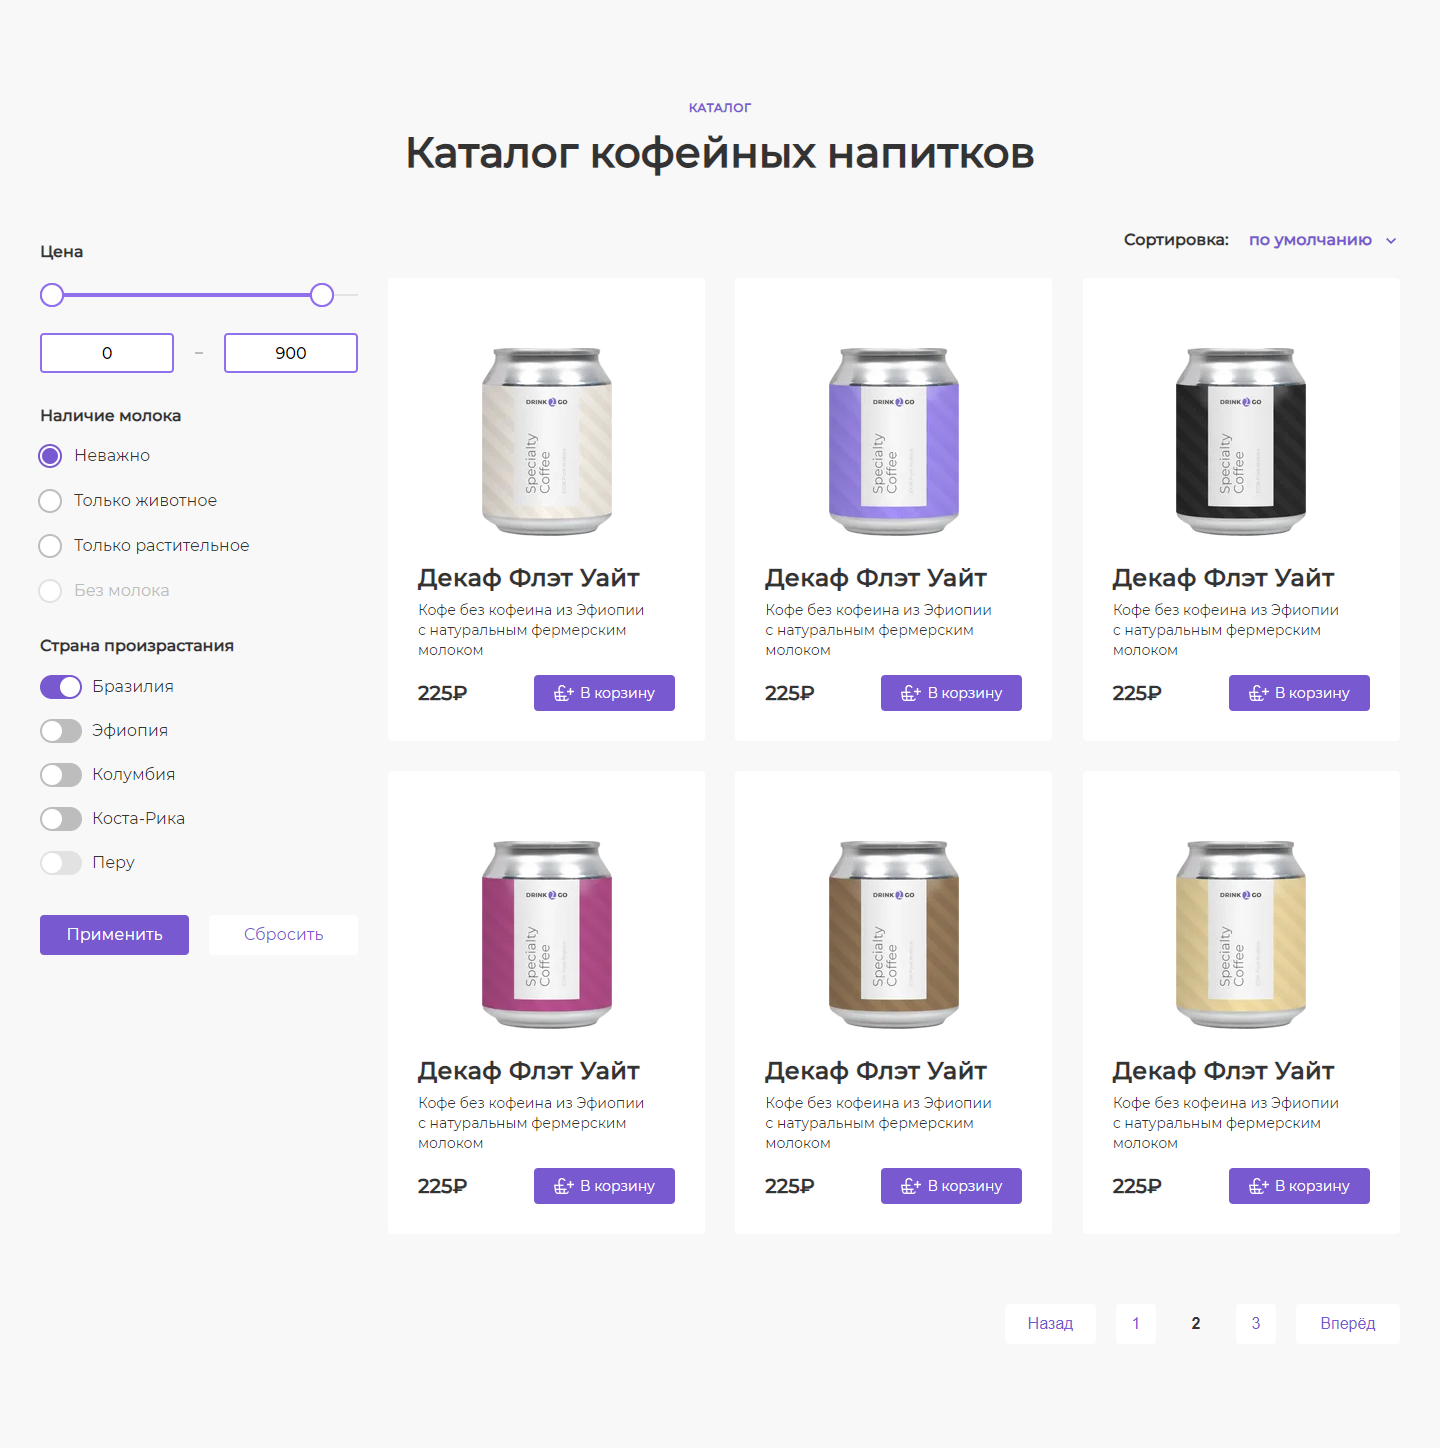 КАТАЛОГ
Каталог кофейных напитков
Цена
0 – 900
Наличие молока
Неважно
Только животное
Только растительное
Без молока
Страна произрастания
Бразилия
Эфиопия
Колумбия
Коста-Рика
Перу
Применить Сбросить
Сортировка: по умолчанию
DRINK 2 GO
Specialty
Coffee
Декаф Флэт Уайт
Кофе без кофеина из Эфиопии
с натуральным фермерским
молоком
225₽ В корзину
DRINK 2 GO
Specialty
Coffee
Декаф Флэт Уайт
Кофе без кофеина из Эфиопии
с натуральным фермерским
молоком
225₽ В корзину
DRINK 2 GO
Specialty
Coffee
Декаф Флэт Уайт
Кофе без кофеина из Эфиопии
с натуральным фермерским
молоком
225₽ В корзину
DRINK 2 GO
Specialty
Coffee
Декаф Флэт Уайт
Кофе без кофеина из Эфиопии
с натуральным фермерским
молоком
225₽ В корзину
DRINK 2 GO
Specialty
Coffee
Декаф Флэт Уайт
Кофе без кофеина из Эфиопии
с натуральным фермерским
молоком
225₽ В корзину
DRINK 2 GO
Specialty
Coffee
Декаф Флэт Уайт
Кофе без кофеина из Эфиопии
с натуральным фермерским
молоком
225₽ В корзину
Назад 1 2 3 Вперёд